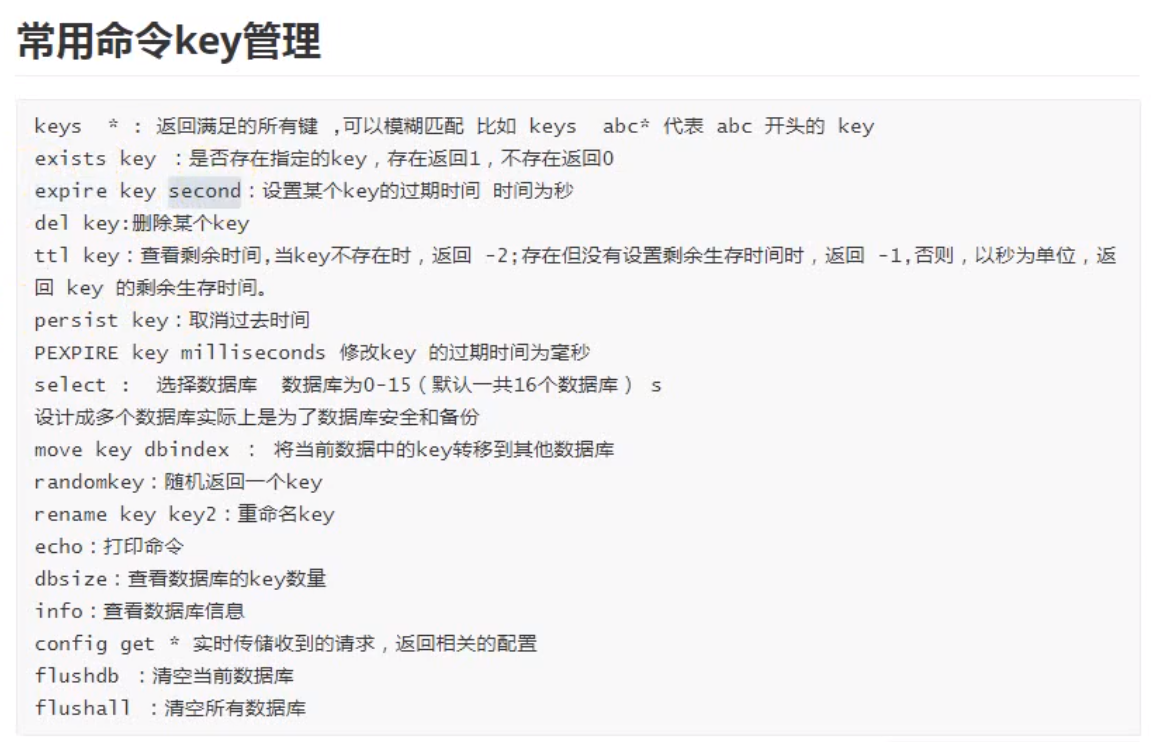 常用命令key管理
keys  * : 返回满足的所有键 ,可以模糊匹配 比如 keys  abc* 代表 abc 开头的 key
exists key ：是否存在指定的key，存在返回1，不存在返回0
expire key second：设置某个key的过期时间 时间为秒
del key:删除某个key
ttl key：查看剩余时间,当key不存在时，返回 -2;存在但没有设置剩余生存时间时，返回 -1,否则，以秒为单位，返
回 key 的剩余生存时间。
persist key：取消过去时间
PEXPIRE key milliseconds 修改key 的过期时间为毫秒
select :  选择数据库  数据库为0-15（默认一共16个数据库） s
设计成多个数据库实际上是为了数据库安全和备份
move key dbindex ： 将当前数据中的key转移到其他数据库
randomkey：随机返回一个key
rename key key2：重命名key
echo：打印命令
dbsize：查看数据库的key数量
info：查看数据库信息
config get * 实时传储收到的请求，返回相关的配置
flushdb ：清空当前数据库
flushall ：清空所有数据库